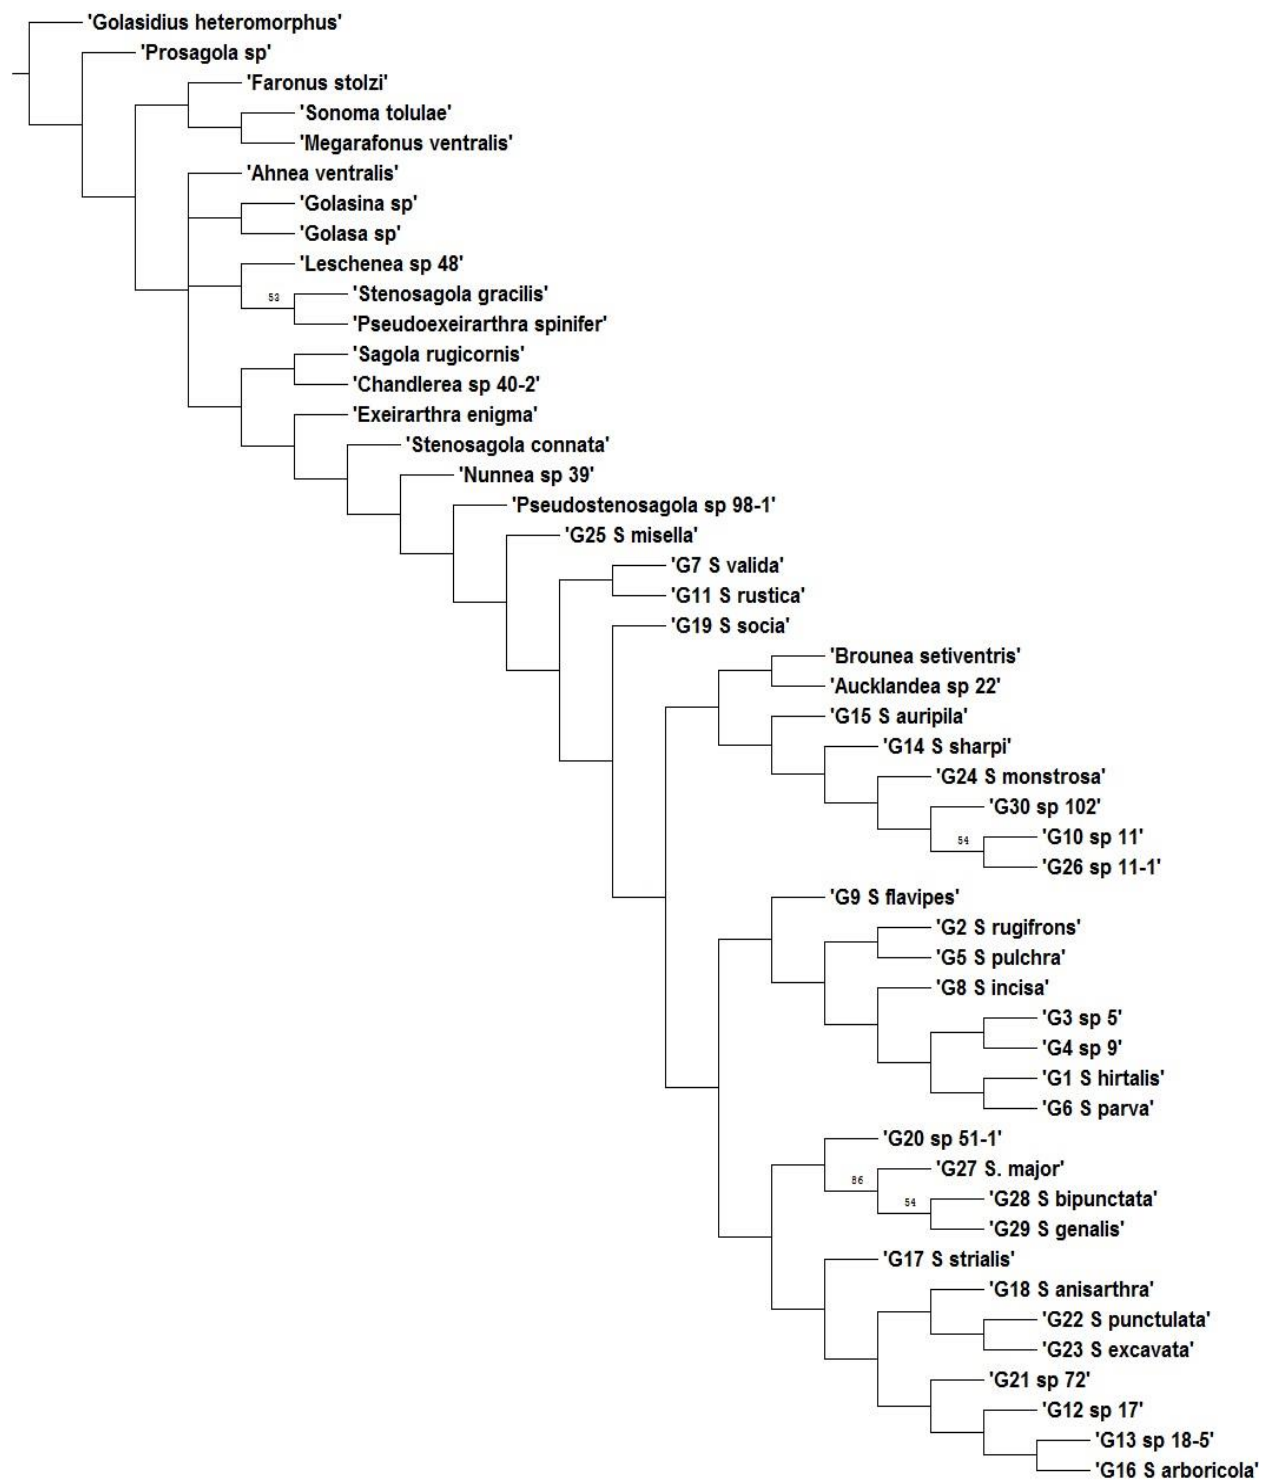 'Golasidius heteromorphus'
'Prosagola sp'
'Faronus stolzi'
'Sonoma tolulae'
'Megarafonus ventralis'
'Ahnea ventralis'
'Golasina sp'
'Golasa sp'
'Leschenea sp 48'
53
'Stenosagola gracilis'
'Pseudoexeirarthra spinifer'
'Sagola rugicornis'
'Chandlerea sp 40-2'
'Exeirarthra enigma'
'Stenosagola connata'
'Nunnea sp 39'
'Pseudostenosagola sp 98-1'
'G25 S misella'
'G7 S valida'
'G11 S rustica'
'G19 S socia'
'Brounea setiventris'
'Aucklandea sp 22'
'G15 S auripila'
'G14 S sharpi'
'G24 S monstrosa'
'G30 sp 102'
54
'G10 sp 11'
'G26 sp 11-1'
'G9 S flavipes'
'G2 S rugifrons'
'G5 S pulchra'
'G8 S incisa'
'G3 sp 5'
'G4 sp 9'
'G1 S hirtalis'
'G6 S parva'
'G20 sp 51-1'
86
'G27 S. major'
54
'G28 S bipunctata'
'G29 S genalis'
'G17 S strialis'
'G18 S anisarthra'
'G22 S punctulata'
'G23 S excavata'
'G21 sp 72'
'G12 sp 17'
'G13 sp 18-5'
'G16 S arboricola'